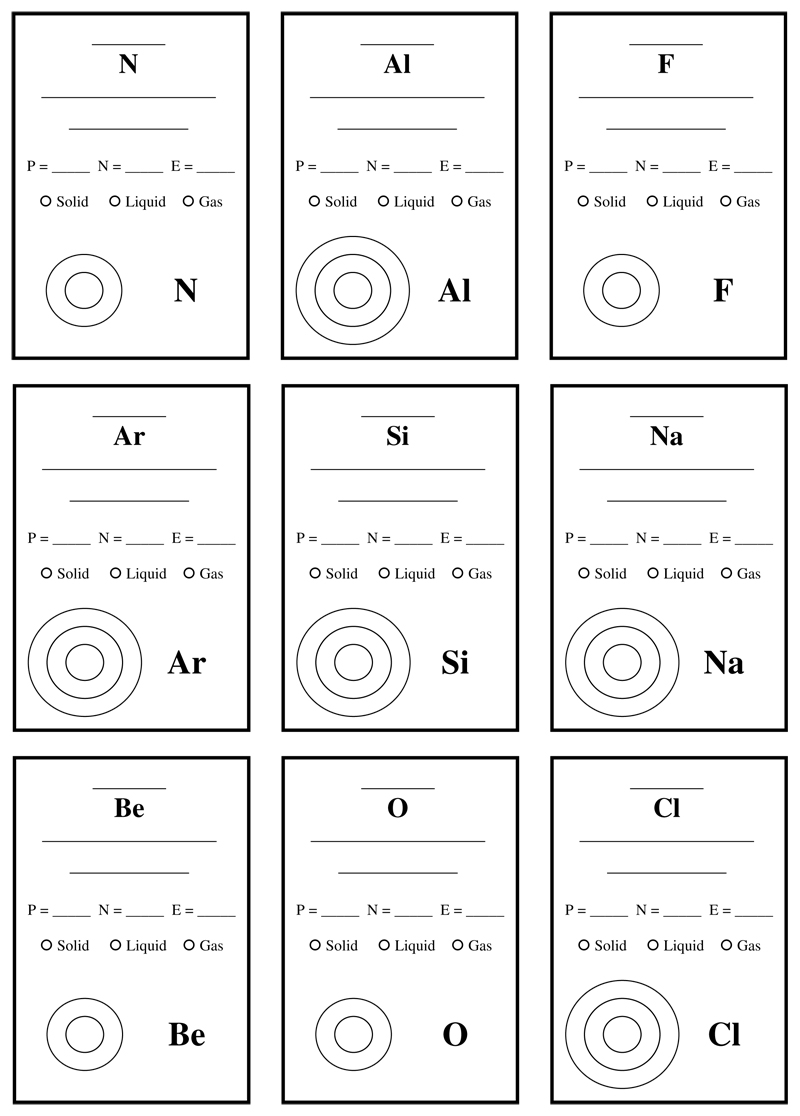 N
P = _____ N = _____ E = _____
Solid Liquid Gas
N
Al
P = _____ N = _____ E = _____
Solid Liquid Gas
Al
F
P = _____ N = _____ E = _____
Solid Liquid Gas
F
Ar
P = _____ N = _____ E = _____
Solid Liquid Gas
Ar
Si
P = _____ N = _____ E = _____
Solid Liquid Gas
Si
Na
P = _____ N = _____ E = _____
Solid Liquid Gas
Na
Be
P = _____ N = _____ E = _____
Solid Liquid Gas
Be
O
P = _____ N = _____ E = _____
Solid Liquid Gas
O
Cl
P = _____ N = _____ E = _____
Solid Liquid Gas
Cl